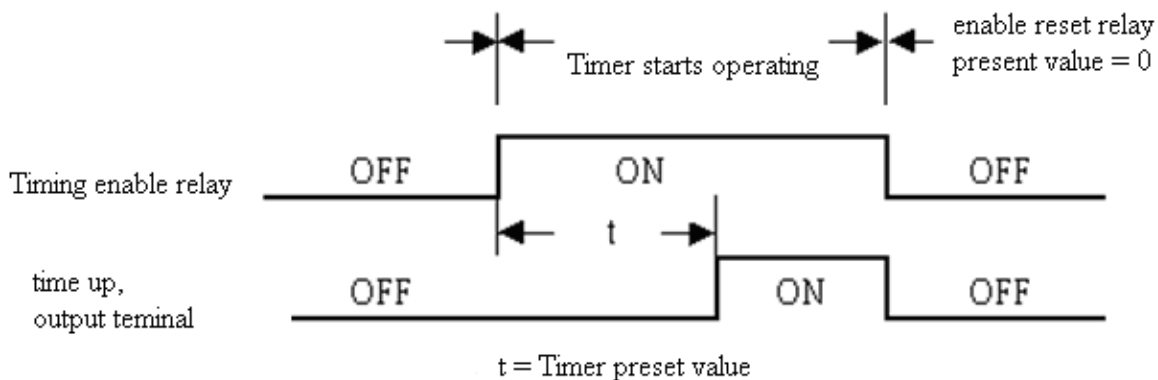 enable reset relay
Timer starts operating
present value = 0
Timing enable relay
OFF
ON
OFF
t
time up,
output teminal
OFF
ON
OFF
t = Timer preset value